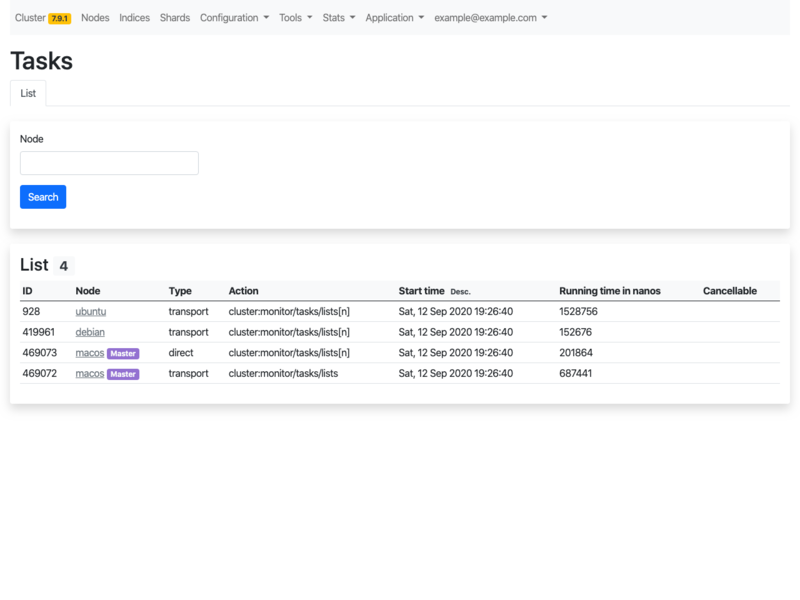 Cluster 7.9.1 Nodes Indices Shards Configuration Tools Stats Application example@example.com
Tasks
List
Node
Search
List 4
ID Node Type Action Start time Desc. Running time in nanos Cancellable
928 ubuntu transport cluster:monitor/tasks/lists[n] Sat, 12 Sep 2020 19:26:40 1528756
419961 debian transport cluster:monitor/tasks/lists[n] Sat, 12 Sep 2020 19:26:40 152676
469073 macos Master direct cluster:monitor/tasks/lists[n] Sat, 12 Sep 2020 19:26:40 201864
469072 macos Master transport cluster:monitor/tasks/lists Sat, 12 Sep 2020 19:26:40 687441